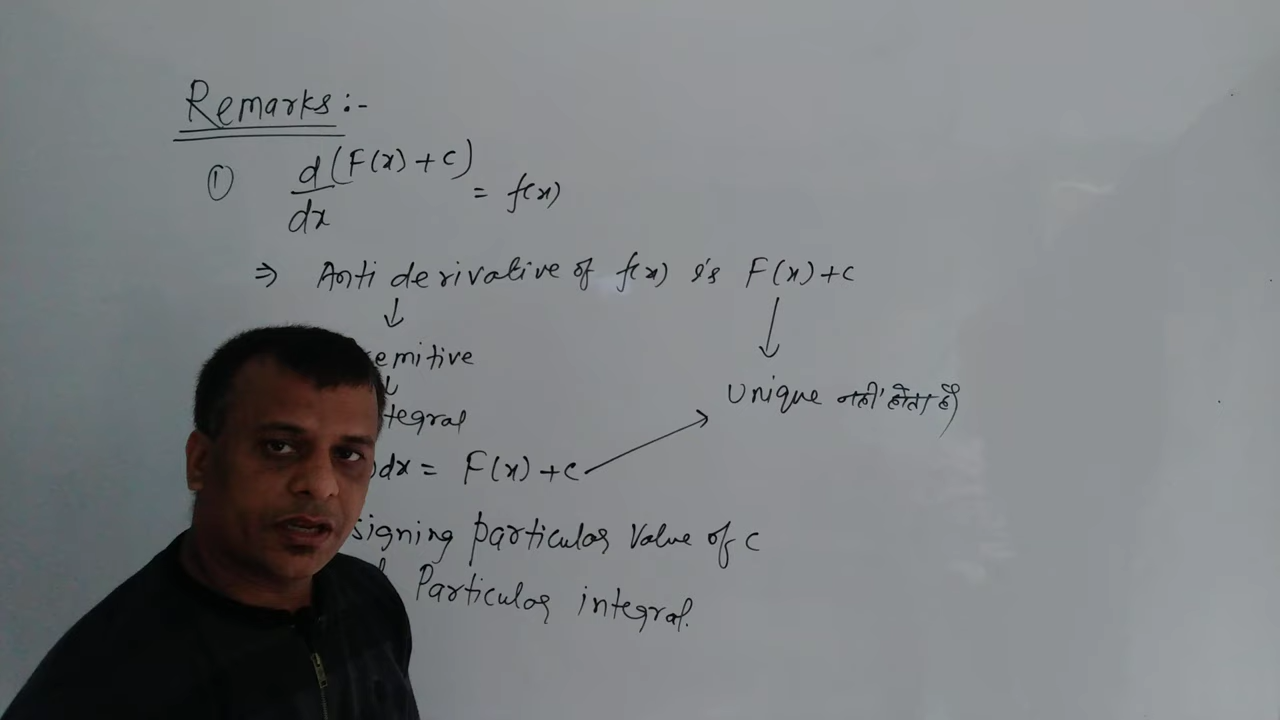 Remarks :-
① d/dx (F(x) + c) = f(x)
⇒ Anti derivative of f(x) is F(x)+c
↓ ↓
emitive
↓
tegral
Unique नहीं होता है
dx = F(x) + c
signing particular value of c
Particular integral.